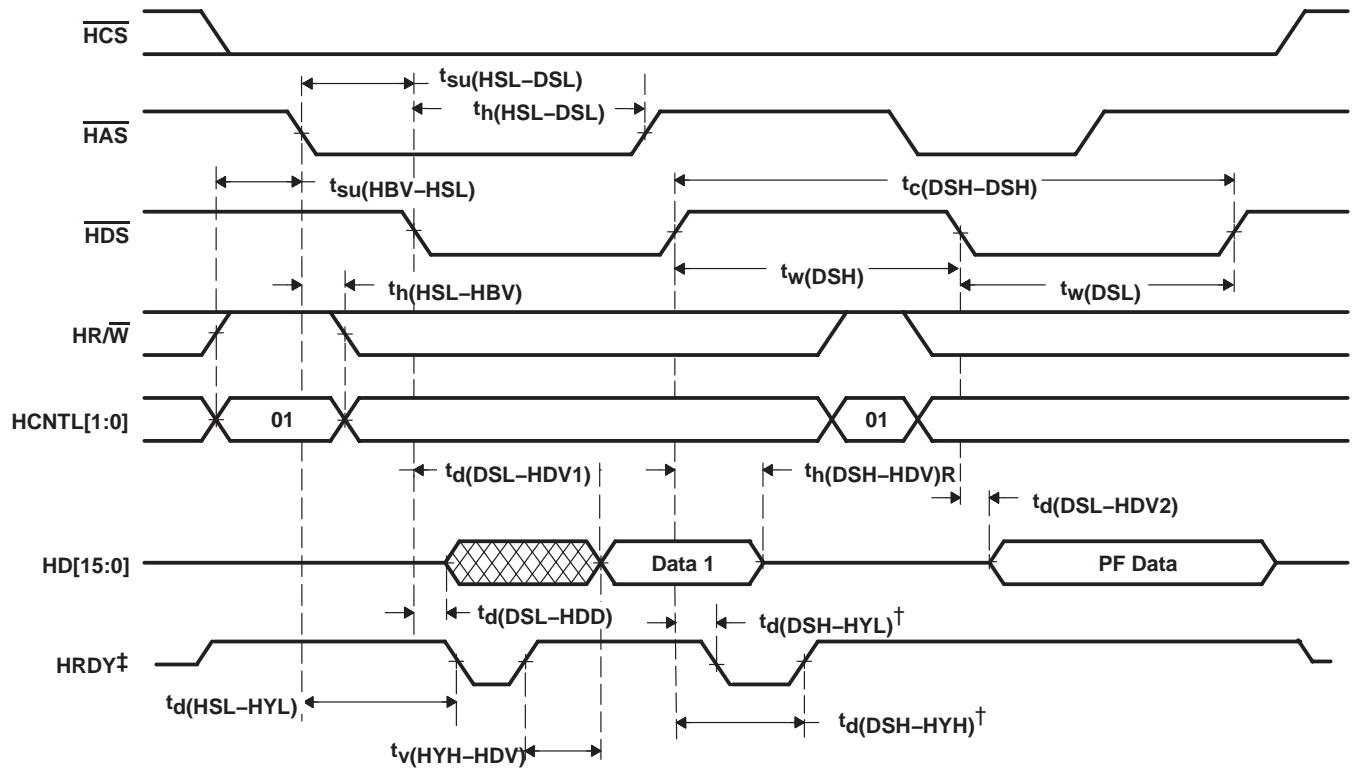 HCS
tsu(HSL–DSL)
th(HSL–DSL)
HAS
tsu(HBV–HSL)
tc(DSH–DSH)
HDS
tw(DSH)
tw(DSL)
th(HSL–HBV)
HR/W
HCNTL[1:0]
01
01
td(DSL–HDV1)
th(DSH–HDV)R
td(DSL–HDV2)
HD[15:0]
Data 1
PF Data
td(DSL–HDD)
td(DSH–HYL)†
HRDY‡
td(HSL–HYL)
td(DSH–HYH)†
tv(HYH–HDV)